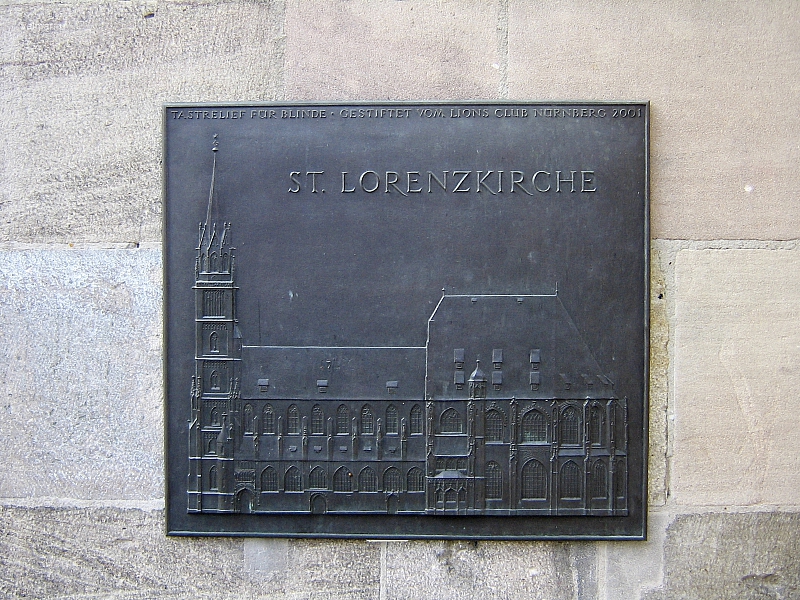 TASTRELIEF FÜR BLINDE · GESTIFTET VOM LIONS CLUB NÜRNBERG 2001
ST. LORENZKIRCHE